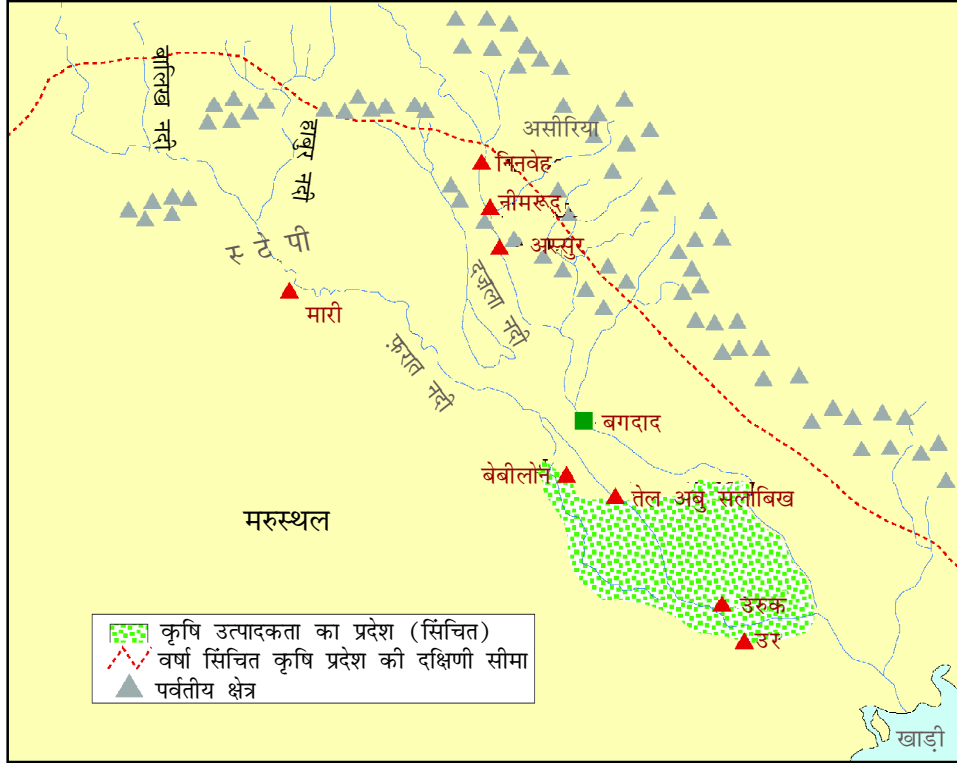 बालिख नदी
हाबुर नदी
असीरिया
निनवेह
नीमरूद
अस्सुर
स्टेपी
मारी
दज़ला नदी
फ़रात नदी
बगदाद
बेबीलोन
तेल अबु सलाबिख
मरुस्थल
उरुक
उर
कृषि उत्पादकता का प्रदेश (सिंचित)
वर्षा सिंचित कृषि प्रदेश की दक्षिणी सीमा
पर्वतीय क्षेत्र
खाड़ी